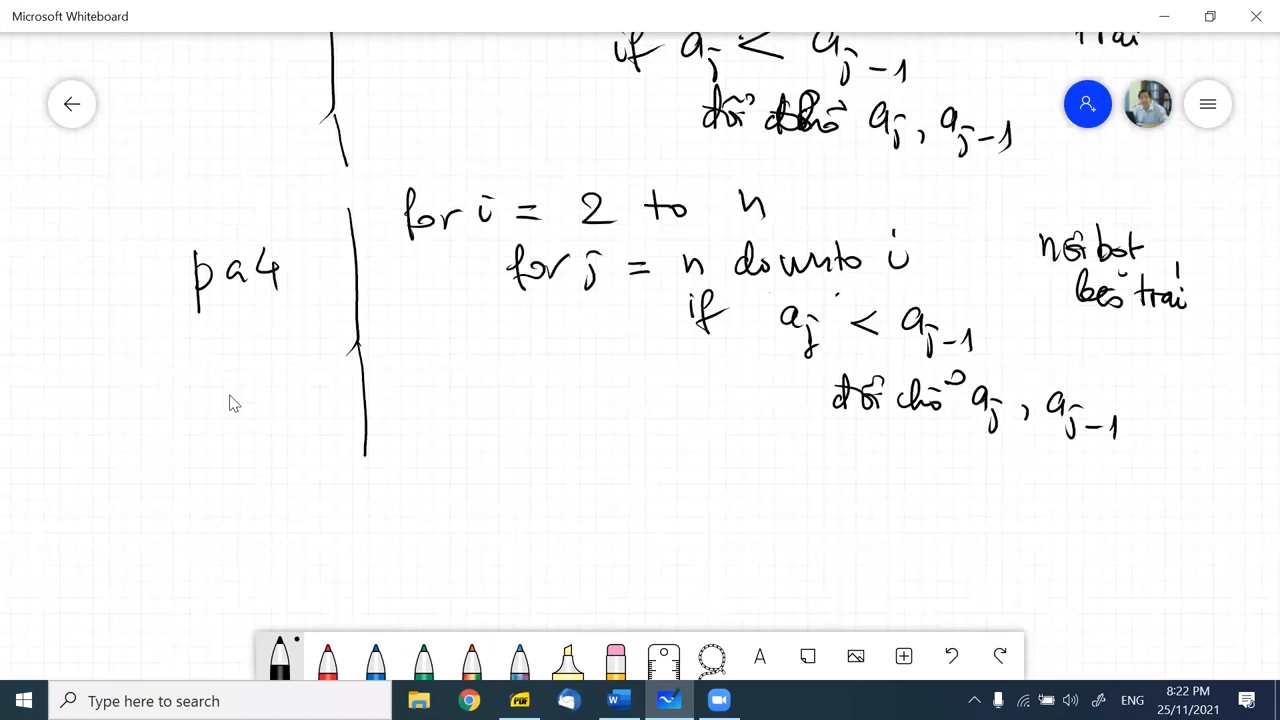 Microsoft Whiteboard
if aj < aj-1
trái
đổi chỗ aj, aj-1
for i = 2 to n
for j = n downto i
nổi bọt
bên trái
pa4
if aj < aj-1
đổi chỗ aj, aj-1
Type here to search
ENG
8:22 PM
25/11/2021